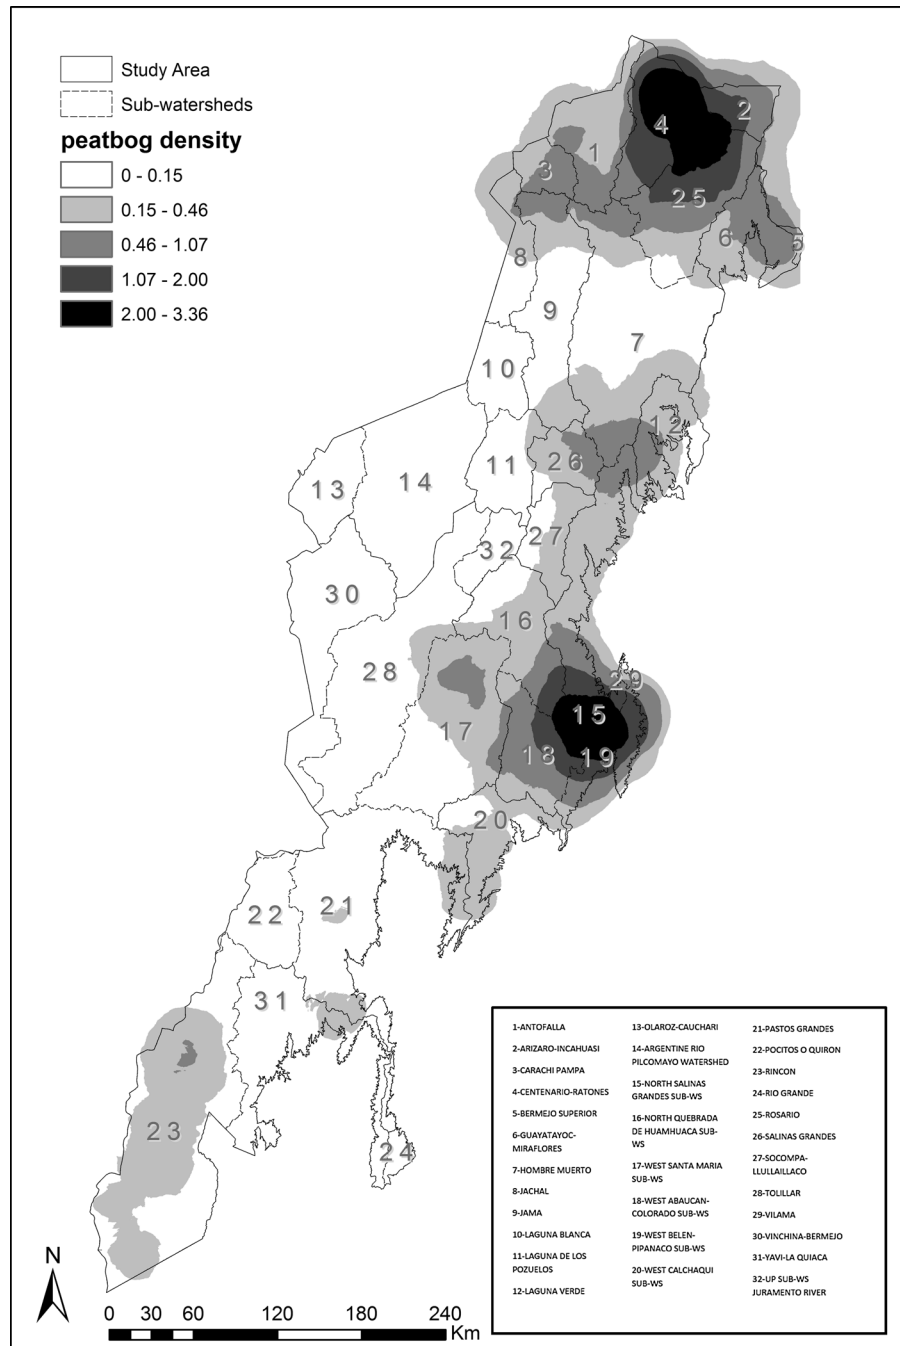 Study Area
Sub-watersheds
peatbog density
0 - 0.15
0.15 - 0.46
0.46 - 1.07
1.07 - 2.00
2.00 - 3.36
4
2
1
3
25
6
5
8
9
7
10
12
26
11
14
13
27
32
30
16
28
29
15
17
18
19
20
21
22
31
23
24
N
0 30 60 120 180 240
Km
1-ANTOFALLA
2-ARIZARO-INCAHUASI
3-CARACHI PAMPA
4-CENTENARIO-RATONES
5-BERMEJO SUPERIOR
6-GUAYATAYOC-
MIRAFLORES
7-HOMBRE MUERTO
8-JACHAL
9-JAMA
10-LAGUNA BLANCA
11-LAGUNA DE LOS
POZUELOS
12-LAGUNA VERDE
13-OLAROZ-CAUCHARI
14-ARGENTINE RIO
PILCOMAYO WATERSHED
15-NORTH SALINAS
GRANDES SUB-WS
16-NORTH QUEBRADA
DE HUAMHUACA SUB-
WS
17-WEST SANTA MARIA
SUB-WS
18-WEST ABAUCAN-
COLORADO SUB-WS
19-WEST BELEN-
PIPANACO SUB-WS
20-WEST CALCHAQUI
SUB-WS
21-PASTOS GRANDES
22-POCITOS O QUIRON
23-RINCON
24-RIO GRANDE
25-ROSARIO
26-SALINAS GRANDES
27-SOCOMPA-
LLULLAILLACO
28-TOLILLAR
29-VILAMA
30-VINCHINA-BERMEJO
31-YAVI-LA QUIACA
32-UP SUB-WS
JURAMENTO RIVER